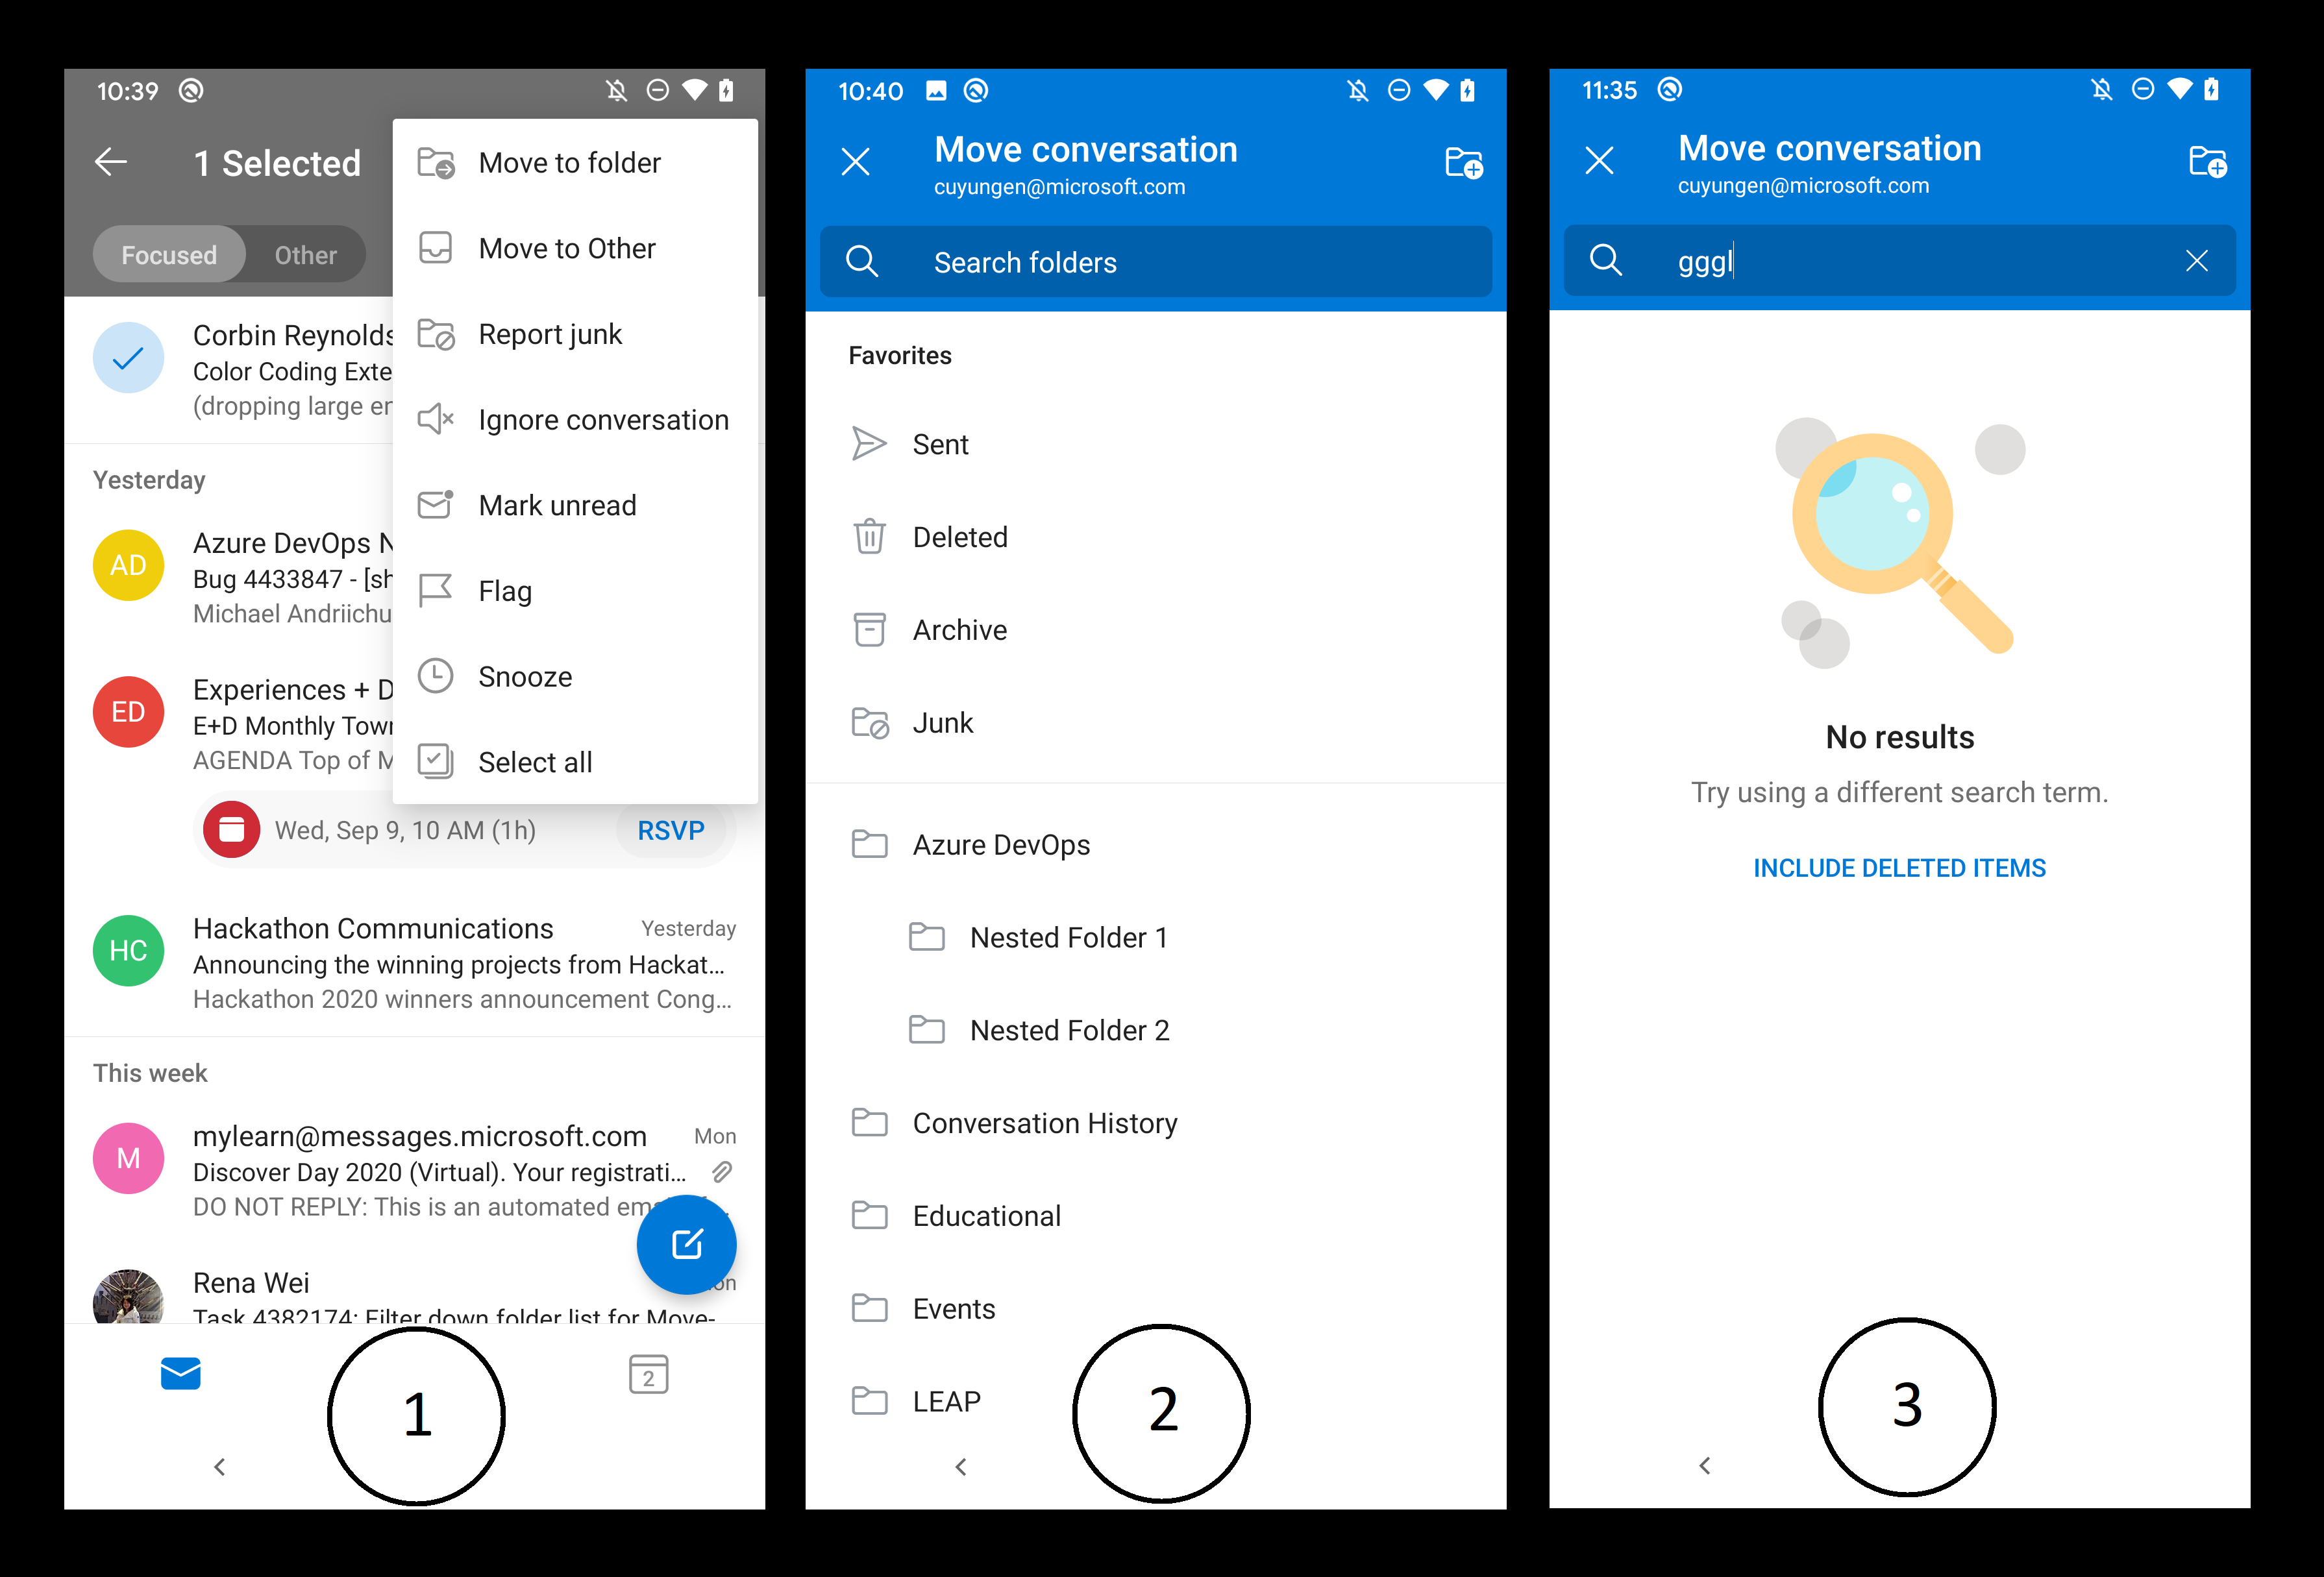 10:39
1 Selected
Focused
Other
Move to folder
Move to Other
Report junk
Ignore conversation
Mark unread
Flag
Snooze
Select all
Corbin Reynolds
Color Coding Exte
(dropping large
Yesterday
AD
Azure DevOps
Bug 4433847 - [sh
Michael Andriichu
ED
Experiences + D
E+D Monthly Town
AGENDA Top of M
Wed, Sep 9, 10 AM (1h)
RSVP
HC
Hackathon Communications
Yesterday
Announcing the winning projects from Hackat...
Hackathon 2020 winners announcement Cong...
This week
M
mylearn@messages.microsoft.com
Mon
Discover Day 2020 (Virtual). Your registrati...
DO NOT REPLY: This is an automated
Rena Wei
Task 4382174: Filter down folder list for Move-
2
1
10:40
Move conversation
cuyungen@microsoft.com
Search folders
Favorites
Sent
Deleted
Archive
Junk
Azure DevOps
Nested Folder 1
Nested Folder 2
Conversation History
Educational
Events
LEAP
2
11:35
Move conversation
cuyungen@microsoft.com
gggl
No results
Try using a different search term.
INCLUDE DELETED ITEMS
3